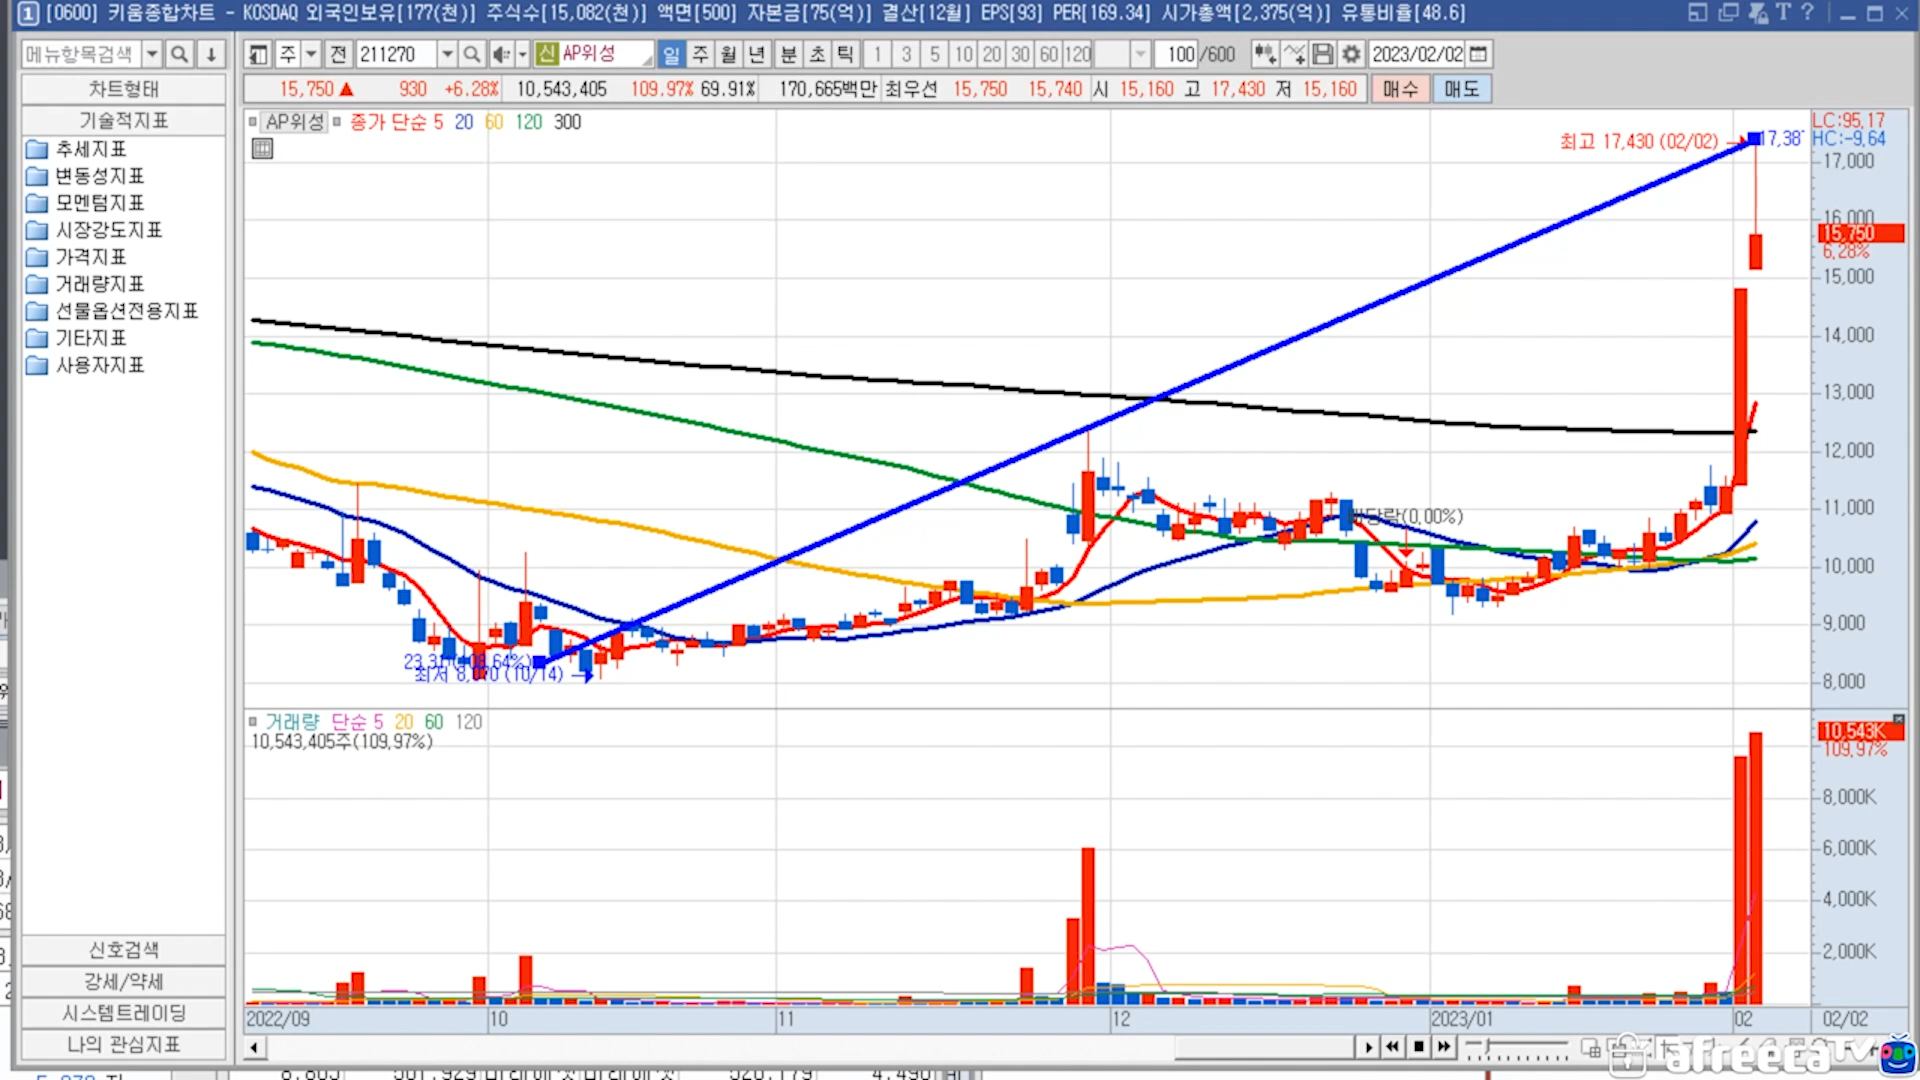 1 [0600] 키움종합차트 - KOSDAQ 외국인보유[177(천)] 주식수[15,082(천)] 액면[500] 자본금[75(억)] 결산[12월] EPS[93] PER[169.34] 시가총액[2,375(억)] 유통비율[48.6]
메뉴항목검색 주 전 211270 신 AP위성 일 주 월 년 분 초 틱 1 3 5 10 20 30 60 120 100 /600 2023/02/02
차트형태
15,750 ▲ 930 +6.28% 10,543,405 109.97% 69.91% 170,665백만 최우선 15,750 15,740 시 15,160 고 17,430 저 15,160 매수 매도
기술적지표
추세지표
변동성지표
모멘텀지표
시장강도지표
가격지표
거래량지표
선물옵션전용지표
기타지표
사용자지표
신호검색
강세/약세
시스템트레이딩
나의 관심지표
AP위성 종가 단순 5 20 60 120 300
최고 17,430 (02/02)
LC:95,17
HC:-9,64
17,000
16,000
15,750
6,28%
15,000
14,000
13,000
12,000
11,000
10,000
9,000
8,000
(0,00%)
최저 (10/14)
거래량 단순 5 20 60 120
10,543,405주(109,97%)
10,543K
109,97%
8,000K
6,000K
4,000K
2,000K
2022/09 10 11 12 2023/01 02 02/02
afreecaTV